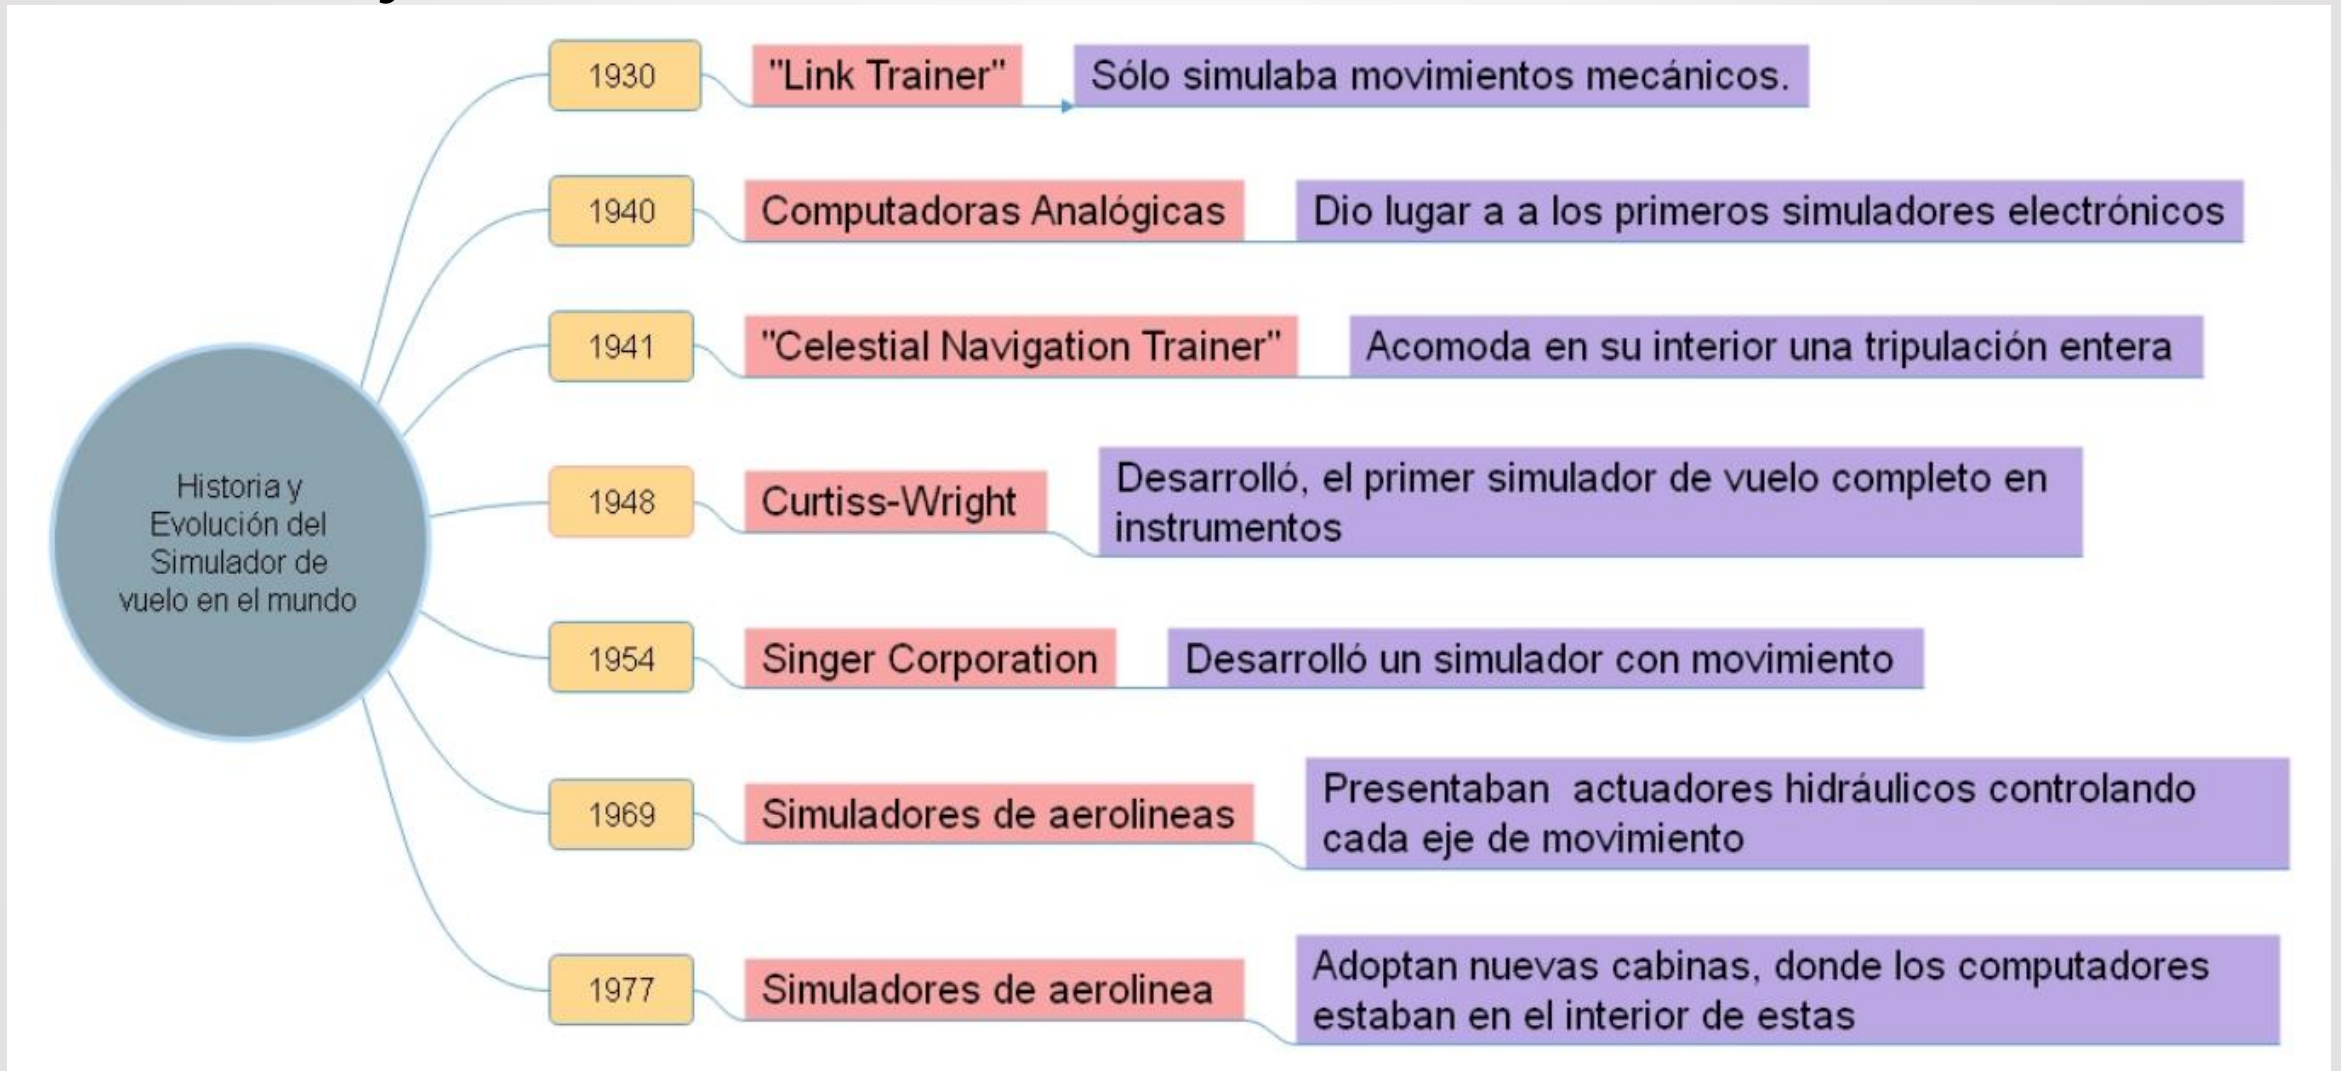 Historia y
Evolución del
Simulador de
vuelo en el mundo
1930
"Link Trainer"
Sólo simulaba movimientos mecánicos.
1940
Computadoras Analógicas
Dio lugar a a los primeros simuladores electrónicos
1941
"Celestial Navigation Trainer"
Acomoda en su interior una tripulación entera
1948
Curtiss-Wright
Desarrolló, el primer simulador de vuelo completo en
instrumentos
1954
Singer Corporation
Desarrolló un simulador con movimiento
1969
Simuladores de aerolineas
Presentaban  actuadores hidráulicos controlando
cada eje de movimiento
1977
Simuladores de aerolinea
Adoptan nuevas cabinas, donde los computadores
estaban en el interior de estas